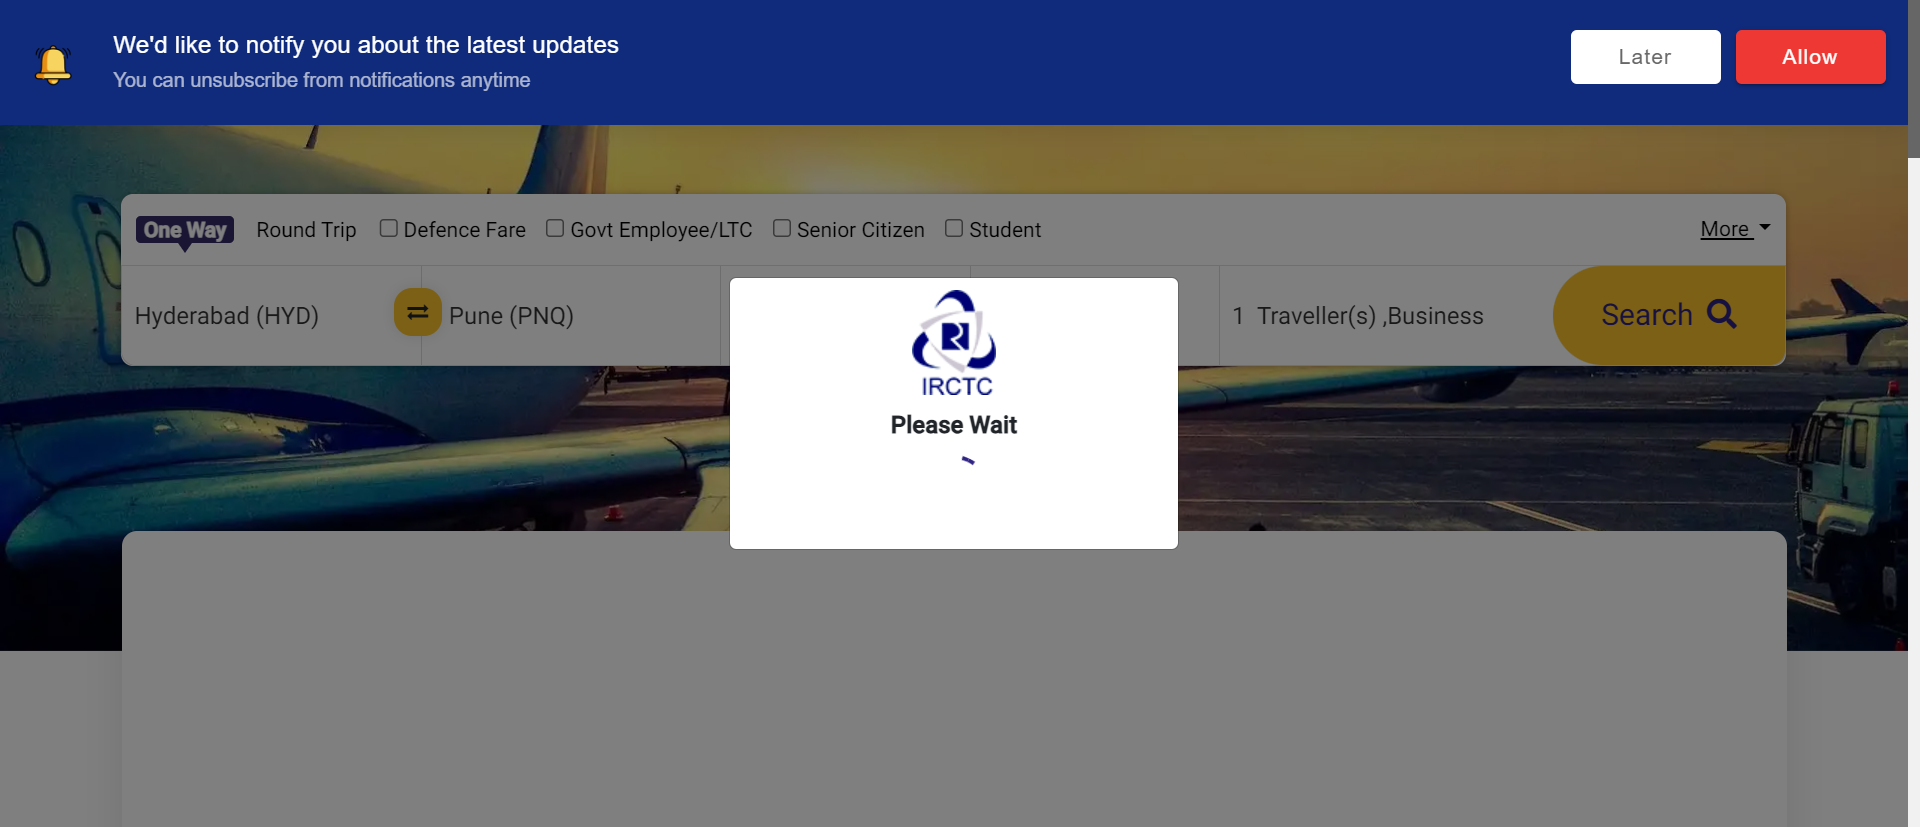 We'd like to notify you about the latest updates
You can unsubscribe from notifications anytime
Later
Allow
One Way
Round Trip
Defence Fare
Govt Employee/LTC
Senior Citizen
Student
More
Hyderabad (HYD)
Pune (PNQ)
1 Traveller(s) ,Business
Search
IRCTC
Please Wait